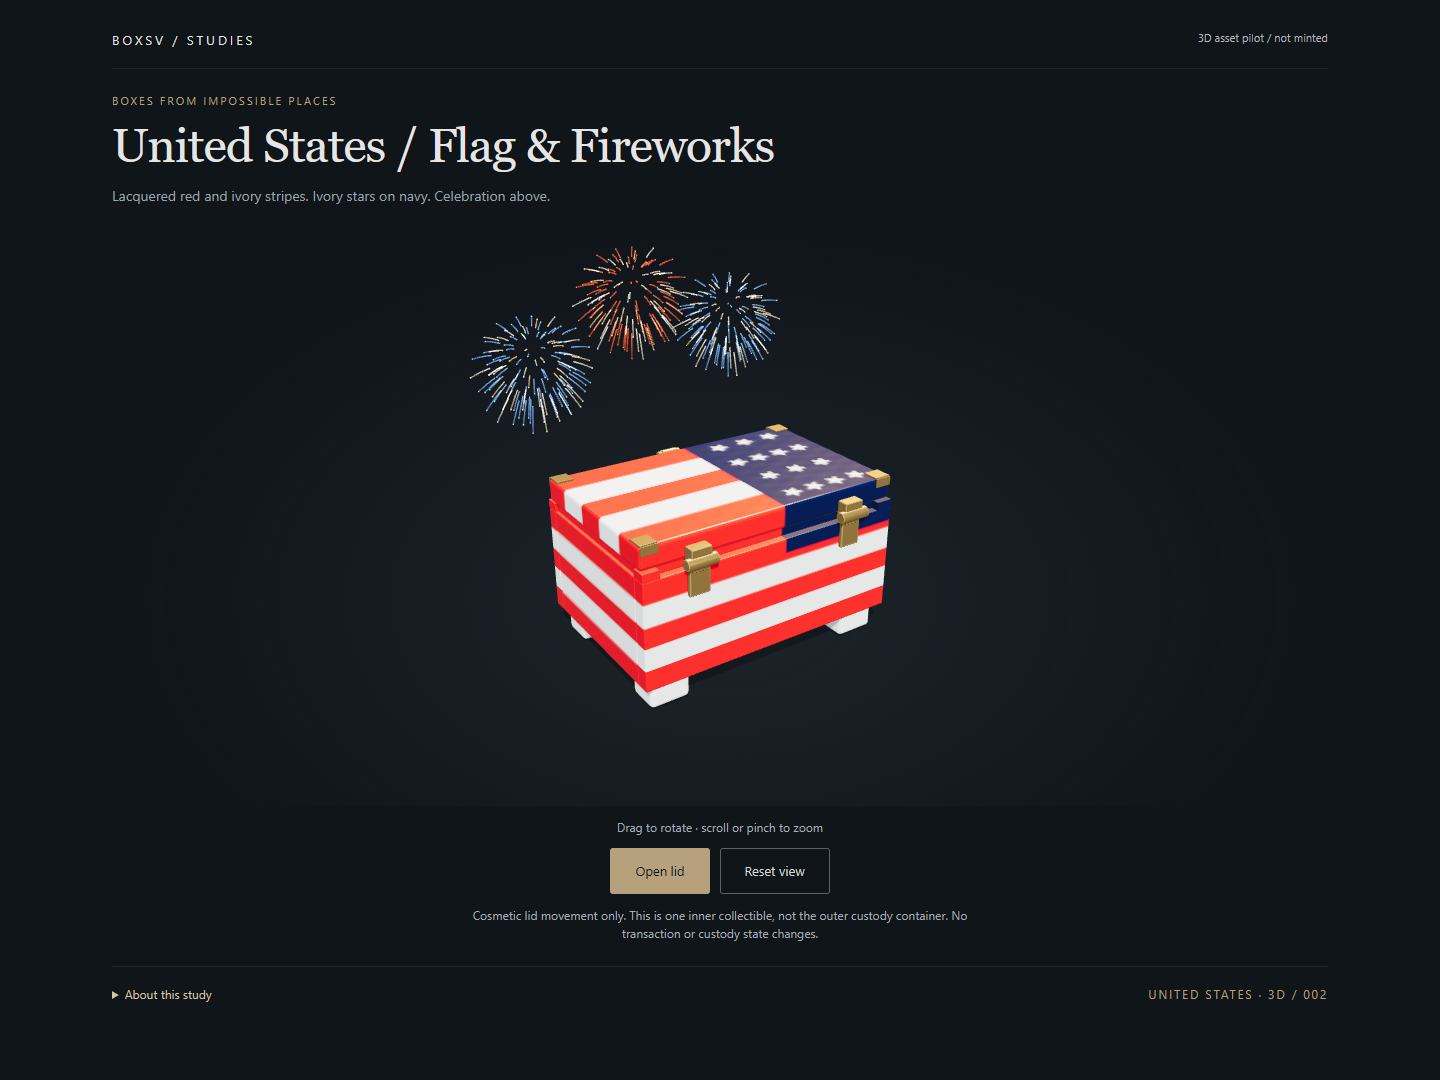 BOXSV / STUDIES
3D asset pilot / not minted
BOXES FROM IMPOSSIBLE PLACES
United States / Flag & Fireworks
Lacquered red and ivory stripes. Ivory stars on navy. Celebration above.
Drag to rotate · scroll or pinch to zoom
Open lid
Reset view
Cosmetic lid movement only. This is one inner collectible, not the outer custody container. No
transaction or custody state changes.
About this study
UNITED STATES · 3D / 002